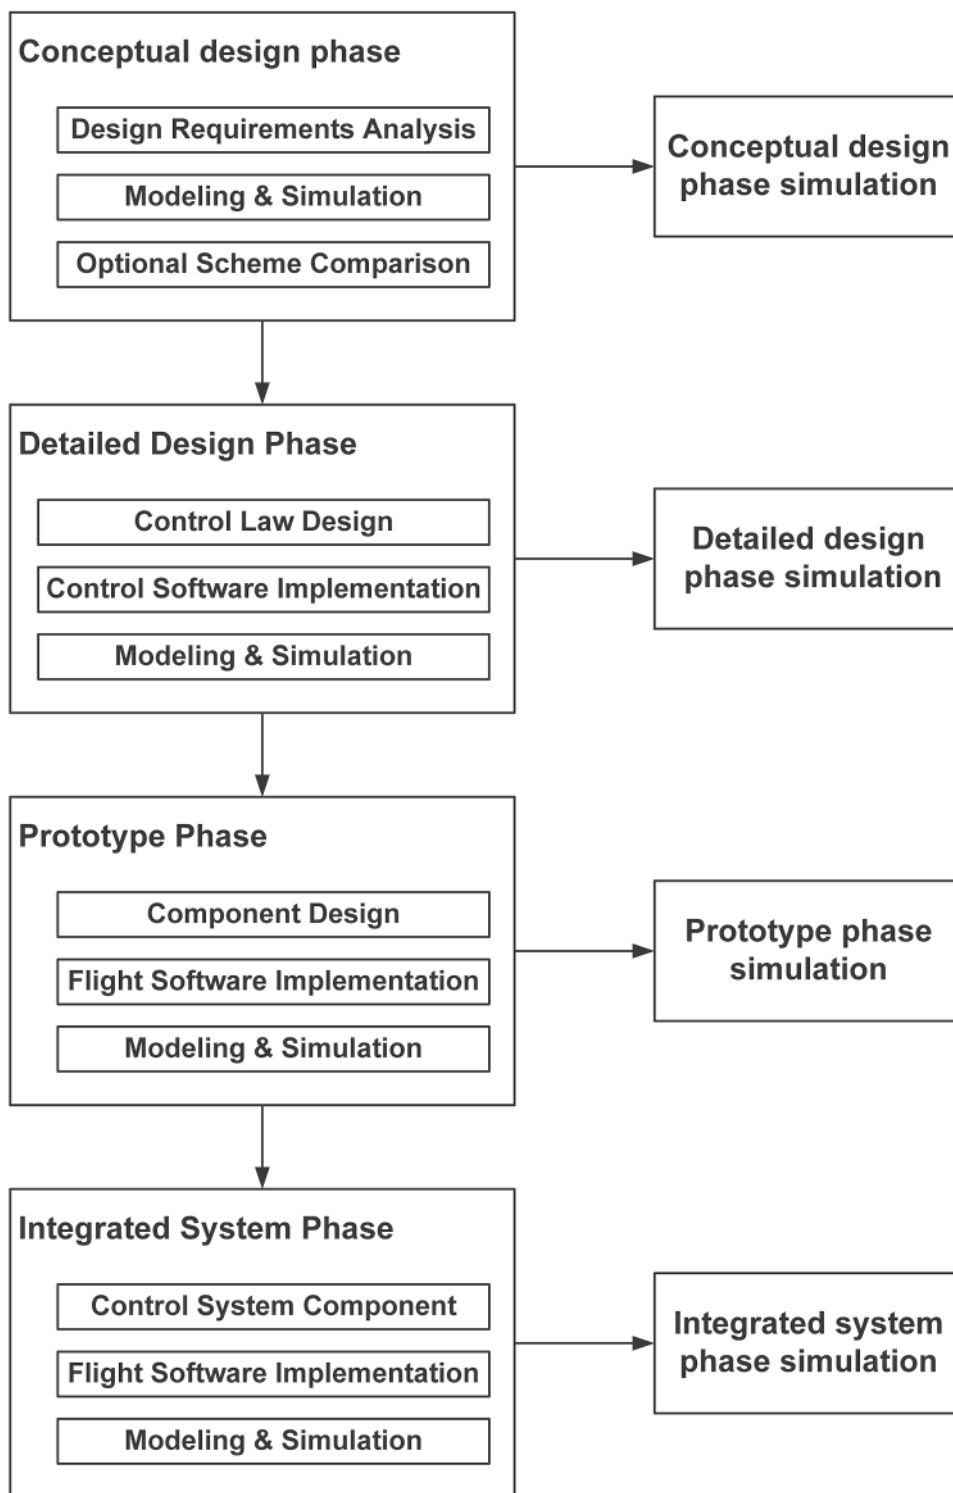 Conceptual design phase
Design Requirements Analysis
Modeling & Simulation
Optional Scheme Comparison
Conceptual design
phase simulation
Detailed Design Phase
Control Law Design
Control Software Implementation
Modeling & Simulation
Detailed design
phase simulation
Prototype Phase
Component Design
Flight Software Implementation
Modeling & Simulation
Prototype phase
simulation
Integrated System Phase
Control System Component
Flight Software Implementation
Modeling & Simulation
Integrated system
phase simulation